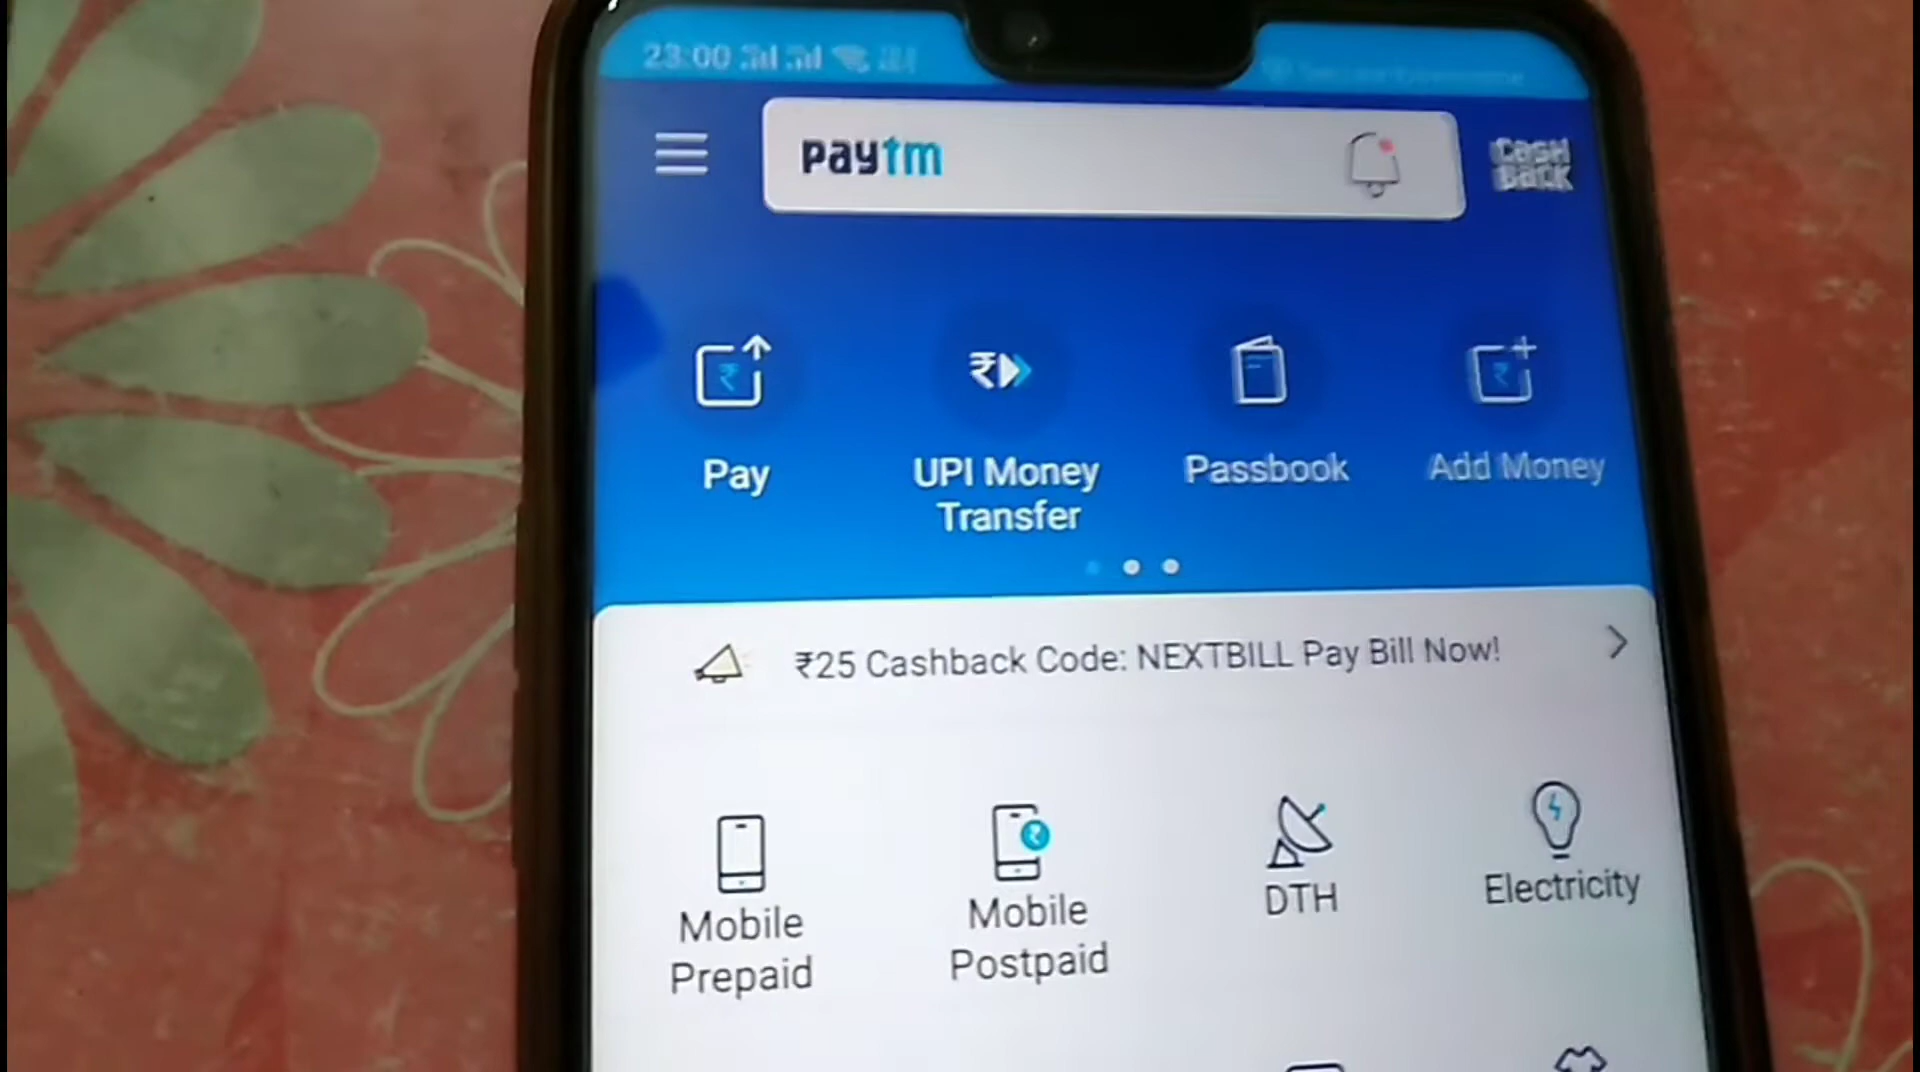 23:00
paytm
CASH
BACK
Pay
UPI Money
Transfer
Passbook
Add Money
₹25 Cashback Code: NEXTBILL Pay Bill Now!
Mobile
Prepaid
Mobile
Postpaid
DTH
Electricity